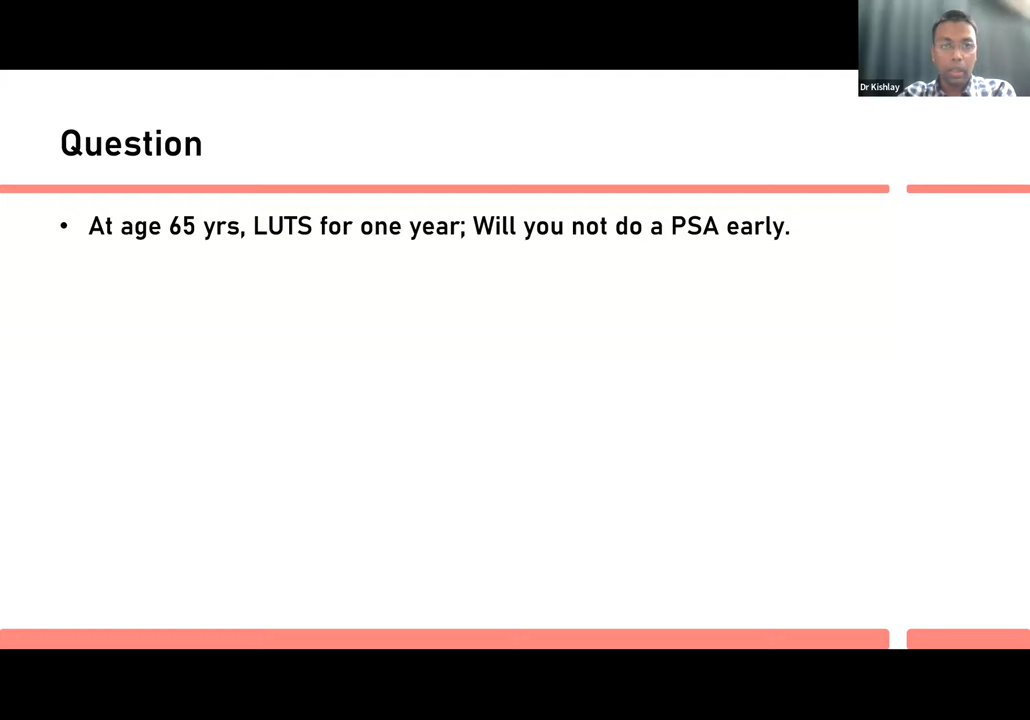 Dr Kishlay
Question
• At age 65 yrs, LUTS for one year; Will you not do a PSA early.